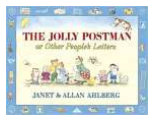 THE JOLLY POSTMAN
or Other People's Letters
JANET & ALLAN AHLBERG